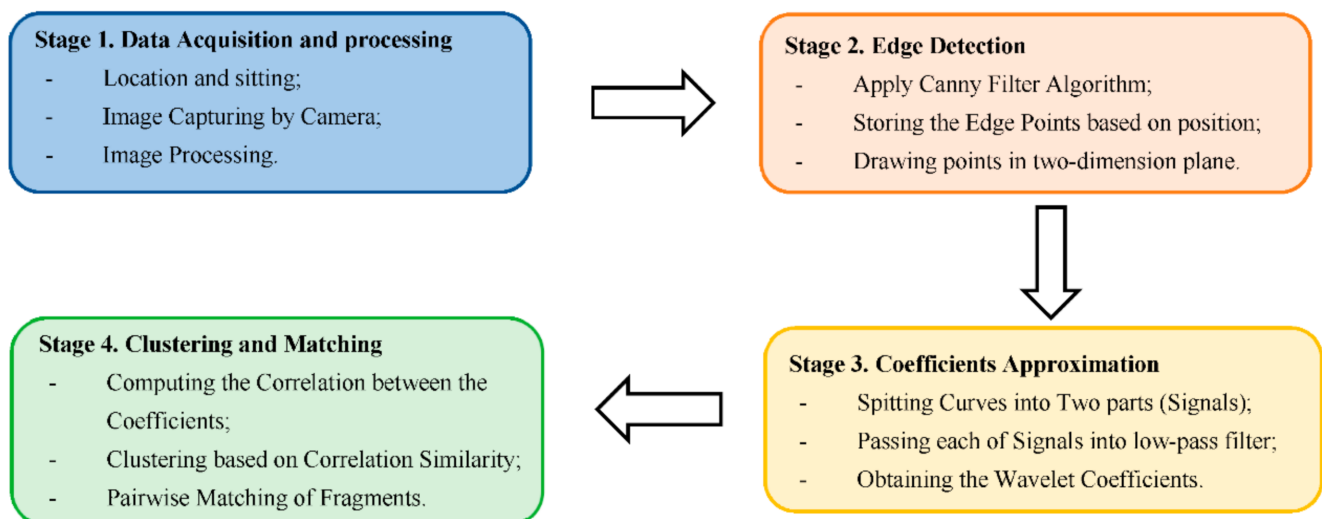 Stage 1. Data Acquisition and processing
- Location and sitting;
- Image Capturing by Camera;
- Image Processing.
Stage 2. Edge Detection
- Apply Canny Filter Algorithm;
- Storing the Edge Points based on position;
- Drawing points in two-dimension plane.
Stage 3. Coefficients Approximation
- Spitting Curves into Two parts (Signals);
- Passing each of Signals into low-pass filter;
- Obtaining the Wavelet Coefficients.
Stage 4. Clustering and Matching
- Computing the Correlation between the
Coefficients;
- Clustering based on Correlation Similarity;
- Pairwise Matching of Fragments.